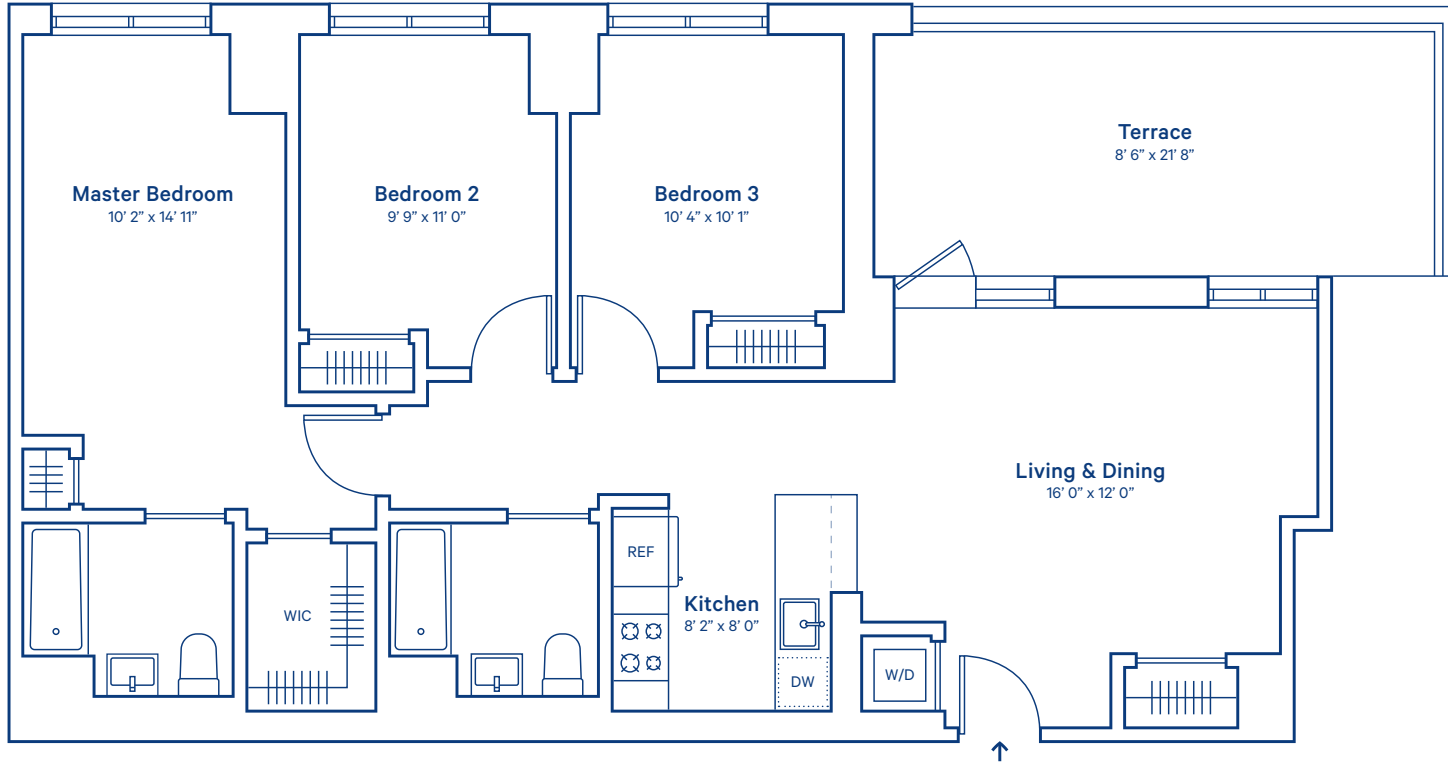 Master Bedroom
10’ 2” x 14’ 11”
Bedroom 2
9’ 9” x 11’ 0”
Bedroom 3
10’ 4” x 10’ 1”
Terrace
8’ 6” x 21’ 8”
Living & Dining
16’ 0” x 12’ 0”
REF
Kitchen
8’ 2” x 8’ 0”
WIC
W/D
DW